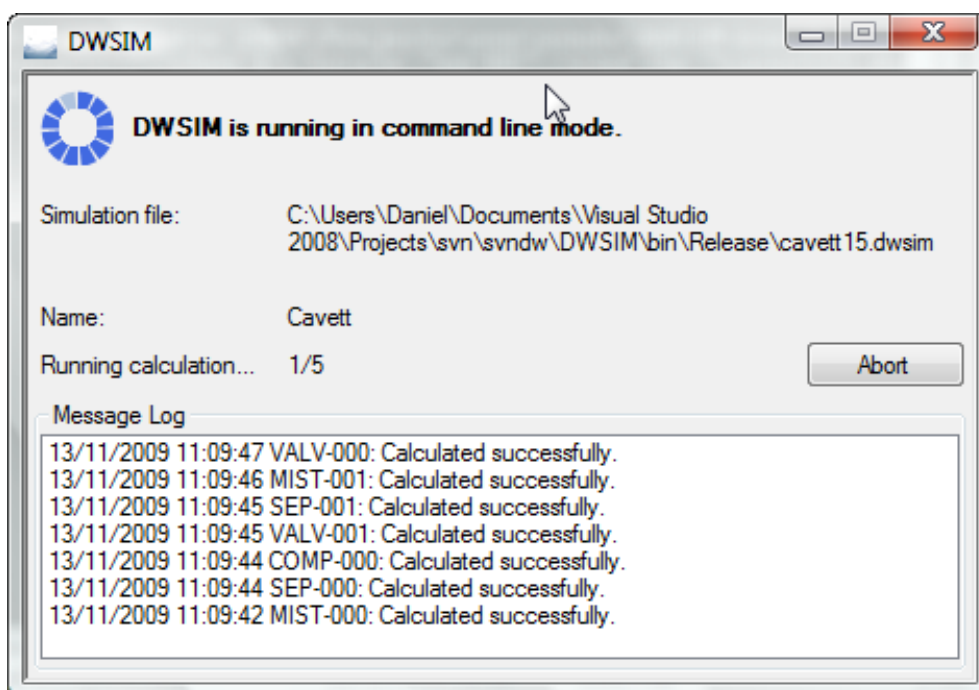 DWSIM
DWSIM is running in command line mode.
Simulation file:
C:\Users\Daniel\Documents\Visual Studio
2008\Projects\svn\svndw\DWSIM\bin\Release\cavett15.dwsim
Name:
Cavett
Running calculation...
1/5
Abort
Message Log
13/11/2009 11:09:47 VALV-000: Calculated successfully.
13/11/2009 11:09:46 MIST-001: Calculated successfully.
13/11/2009 11:09:45 SEP-001: Calculated successfully.
13/11/2009 11:09:45 VALV-001: Calculated successfully.
13/11/2009 11:09:44 COMP-000: Calculated successfully.
13/11/2009 11:09:44 SEP-000: Calculated successfully.
13/11/2009 11:09:42 MIST-000: Calculated successfully.